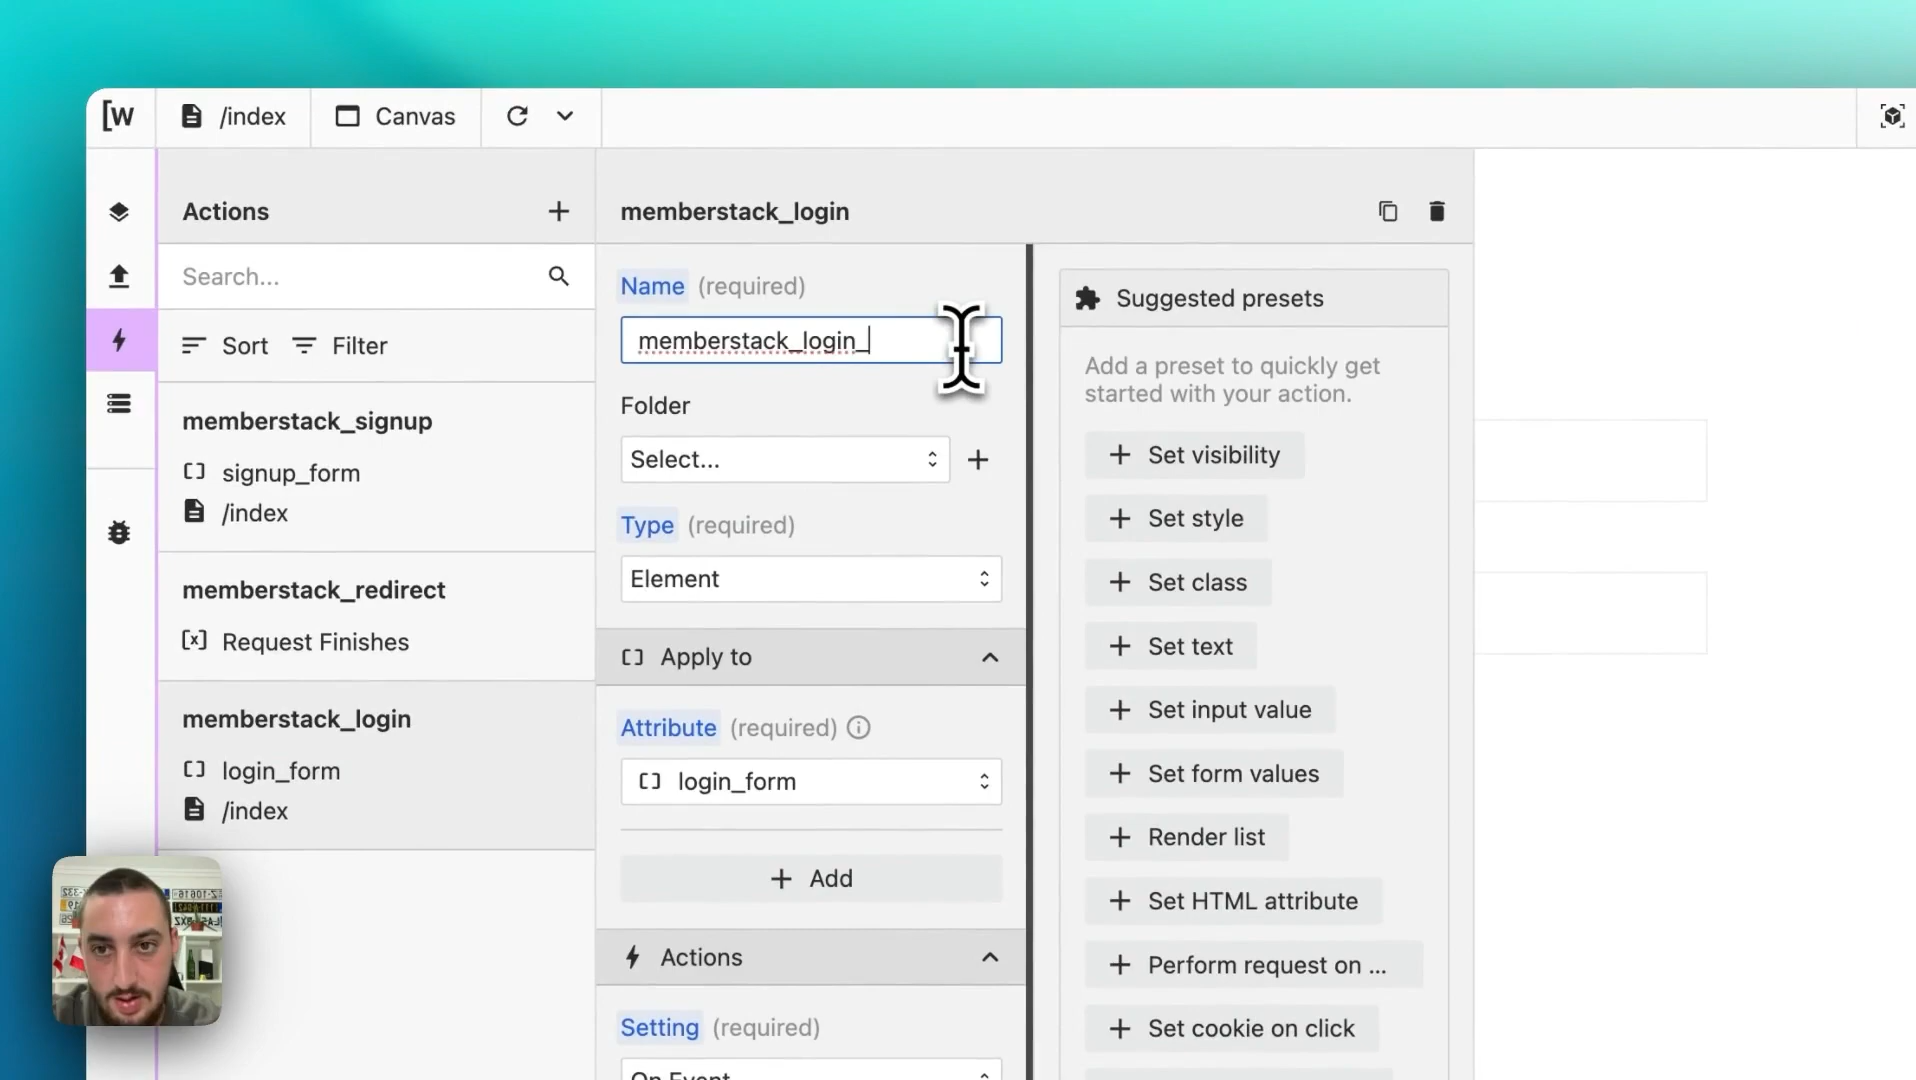 [W
/index
Canvas
Actions
Search...
Sort
Filter
memberstack_signup
signup_form
/index
memberstack_redirect
Request Finishes
memberstack_login
login_form
/index
memberstack_login
Name (required)
memberstack_login_
Folder
Select...
Type (required)
Element
Apply to
Attribute (required)
login_form
Add
Actions
Setting (required)
On Event
Suggested presets
Add a preset to quickly get
started with your action.
Set visibility
Set style
Set class
Set text
Set input value
Set form values
Render list
Set HTML attribute
Perform request on ...
Set cookie on click